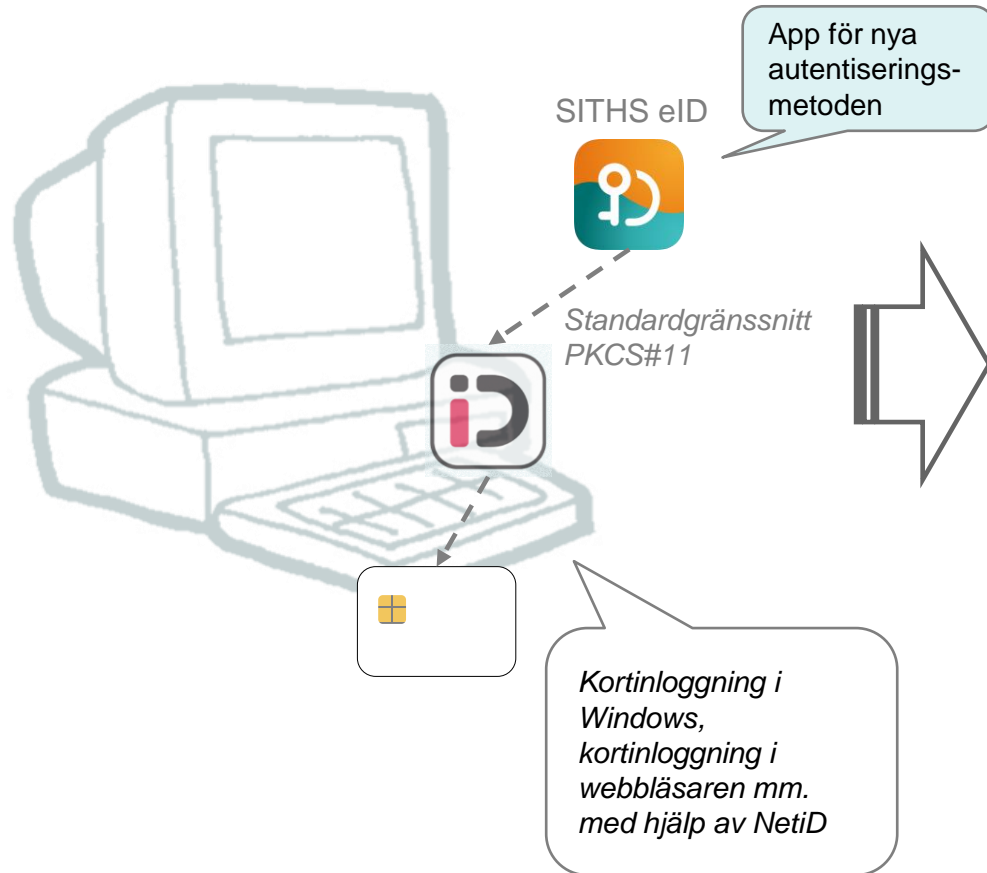 App för nya
autentiserings-
metoden
SITHS eID
Standardgränssnitt
PKCS#11
Kortinloggning i
Windows,
kortinloggning i
webbläsaren mm.
med hjälp av NetiD